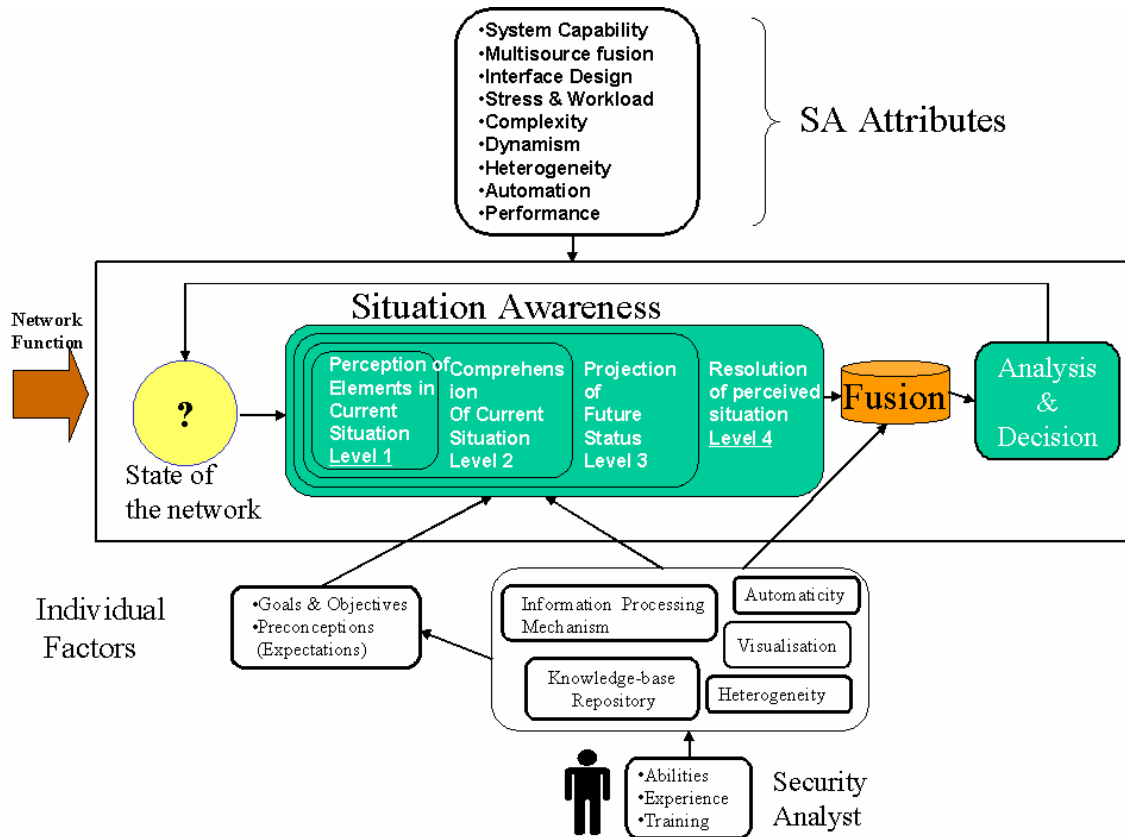 •System Capability
•Multisource fusion
•Interface Design
•Stress & Workload
•Complexity
•Dynamism
•Heterogeneity
•Automation
•Performance
SA Attributes
Network
Function
Situation Awareness
?
State of
the network
Perception of
Elements in
Current
Situation
Level 1
Comprehens
ion
Of Current
Situation
Level 2
Projection
of
Future
Status
Level 3
Resolution
of perceived
situation
Level 4
Fusion
Analysis
&
Decision
Individual
Factors
•Goals & Objectives
•Preconceptions
(Expectations)
Information Processing
Mechanism
Automaticity
Visualisation
Knowledge-base
Repository
Heterogeneity
•Abilities
•Experience
•Training
Security
Analyst